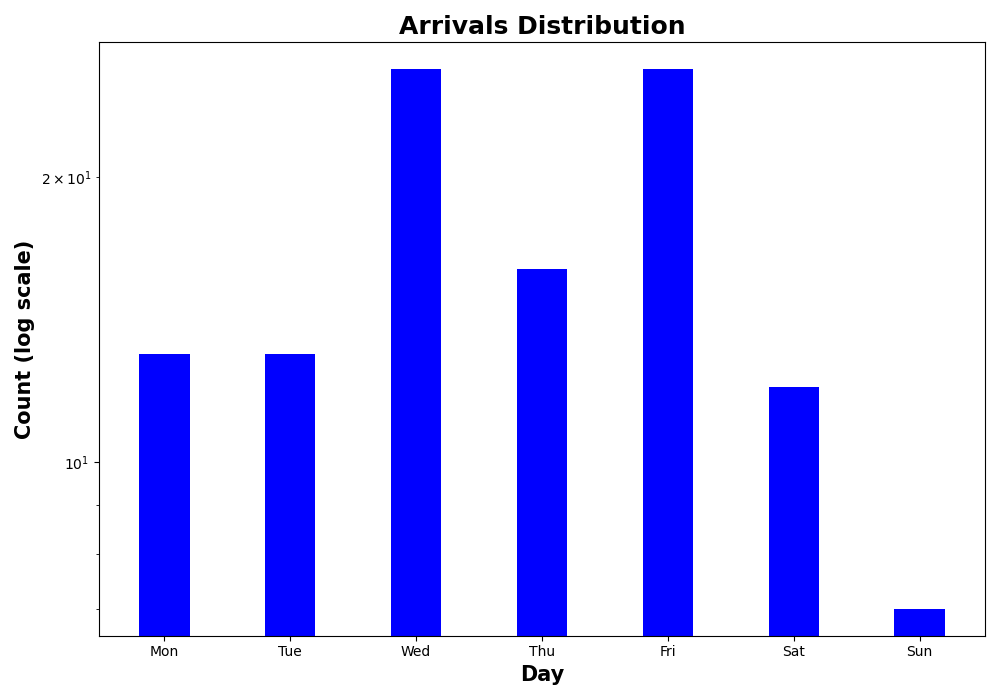 Arrivals Distribution
Count (log scale)
2 × 10¹
10¹
Mon Tue Wed Thu Fri Sat Sun
Day